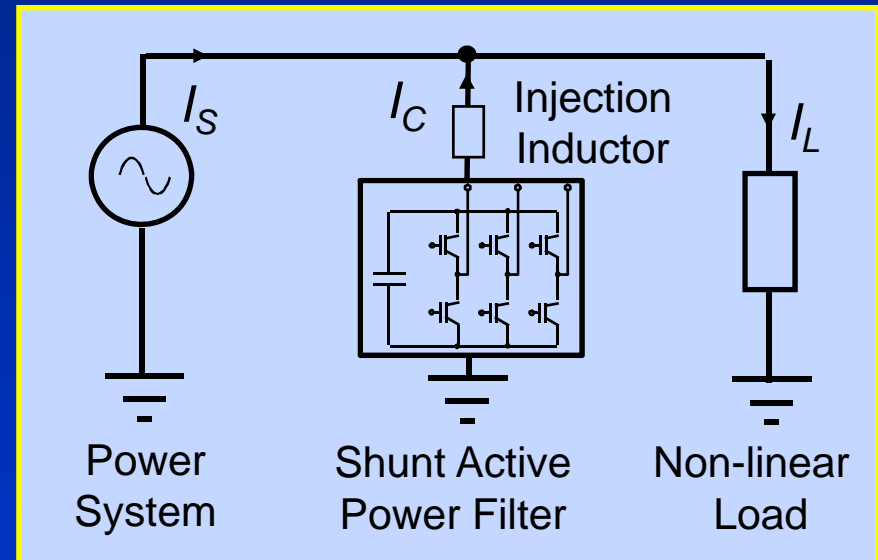 I_S
I_C
Injection
Inductor
I_L
Power
System
Shunt Active
Power Filter
Non-linear
Load